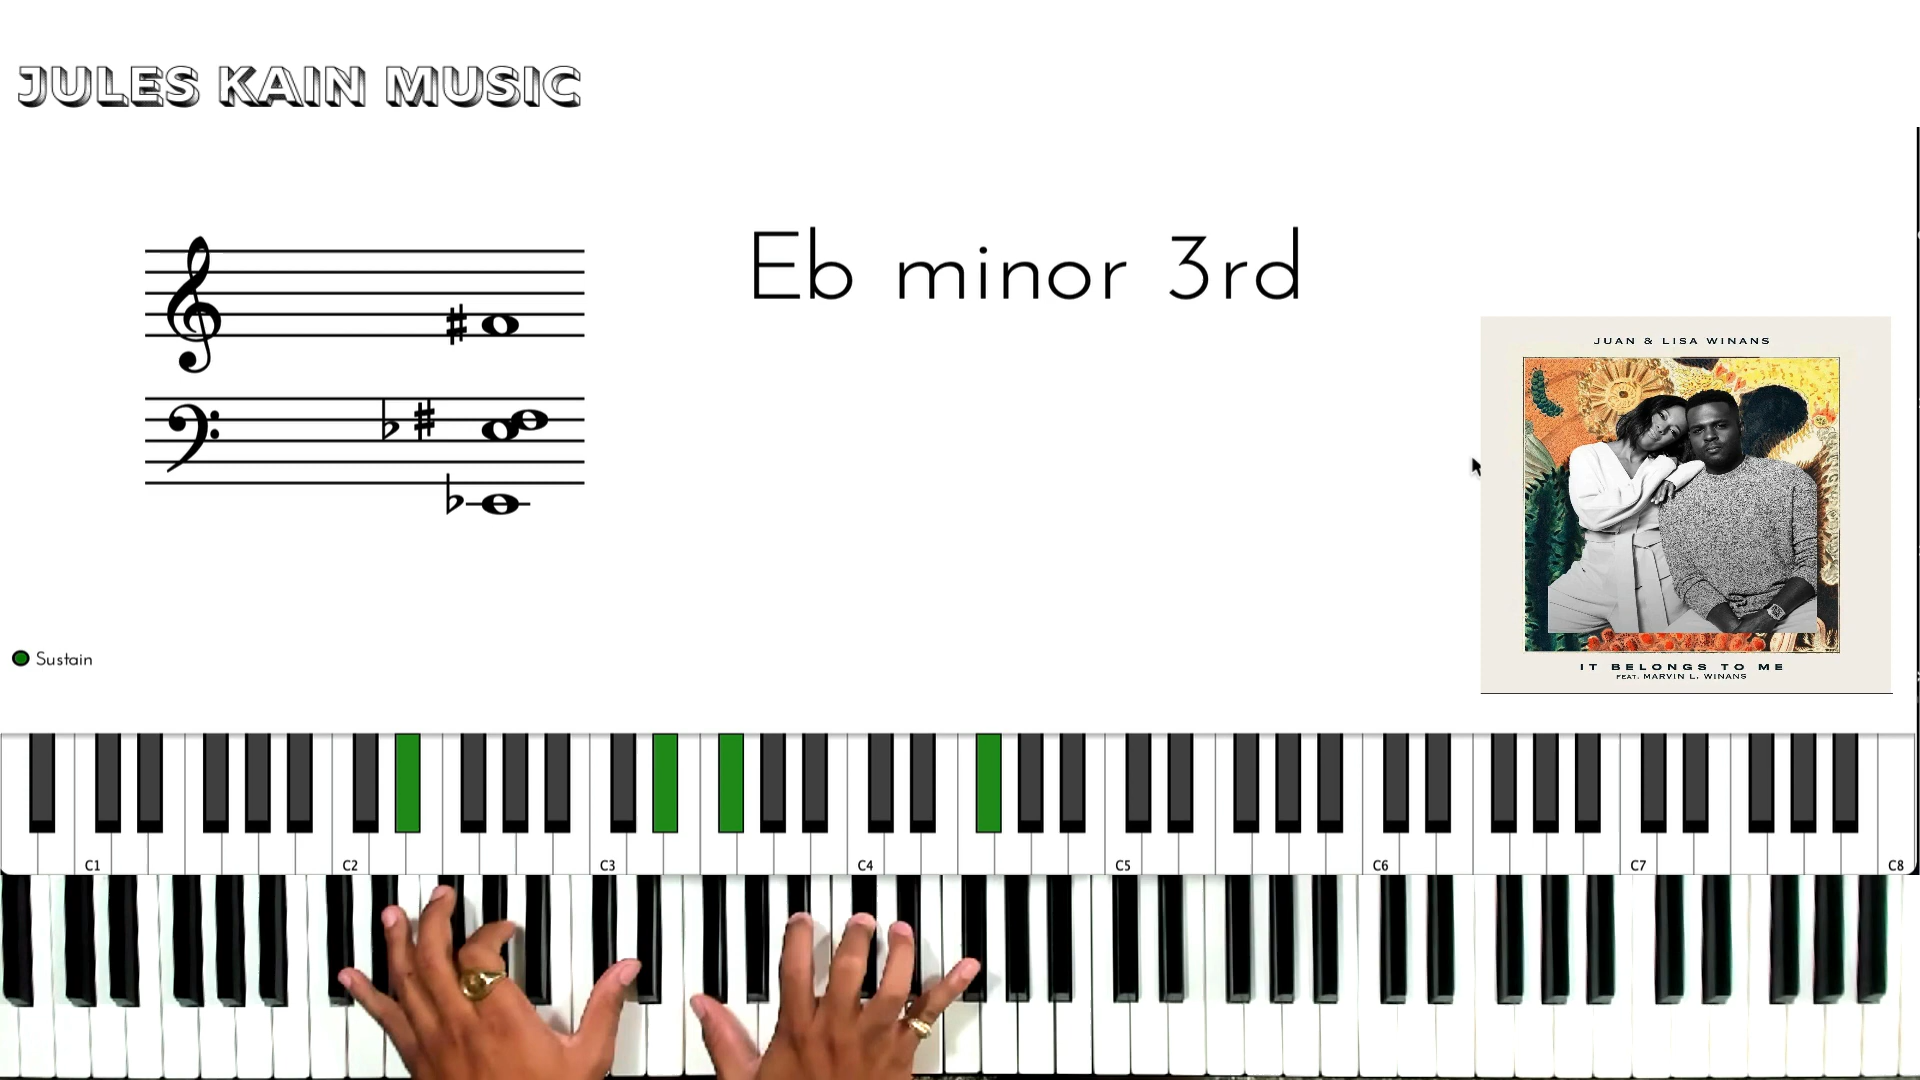 JULES KAIN MUSIC
Eb minor 3rd
JUAN & LISA WINANS
IT BELONGS TO ME
FEAT. MARVIN L. WINANS
Sustain
C1 C2 C3 C4 C5 C6 C7 C8